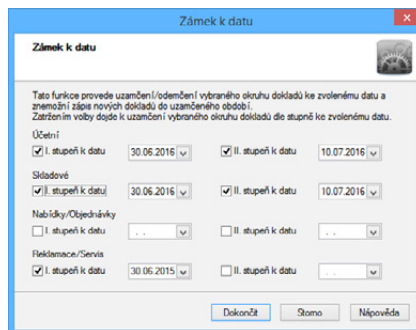 Zámek k datu
Zámek k datu
Tato funkce provede uzamčení/odemčení vybraného okruhu dokladů ke zvolenému datu a
znemožní zápis nových dokladů do uzamčeného období.
Zatržením volby dojde k uzamčení vybraného okruhu dokladů dle stupně ke zvolenému datu.
Účetní
I. stupeň k datu 30.06.2016 II. stupeň k datu 10.07.2016
Skladové
I. stupeň k datu 30.06.2016 II. stupeň k datu 10.07.2016
Nabídky/Objednávky
I. stupeň k datu . . II. stupeň k datu . .
Reklamace/Servis
I. stupeň k datu 30.06.2015 II. stupeň k datu . .
Dokončit Storno Nápověda